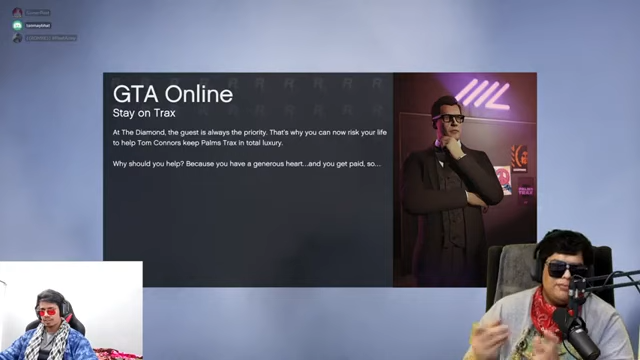 GTA Online
Stay on Trax
At The Diamond, the guest is always the priority. That's why you can now risk your life
to help Tom Connors keep Palms Trax in total luxury.
Why should you help? Because you have a generous heart...and you get paid, so...
PALMS
TRAX